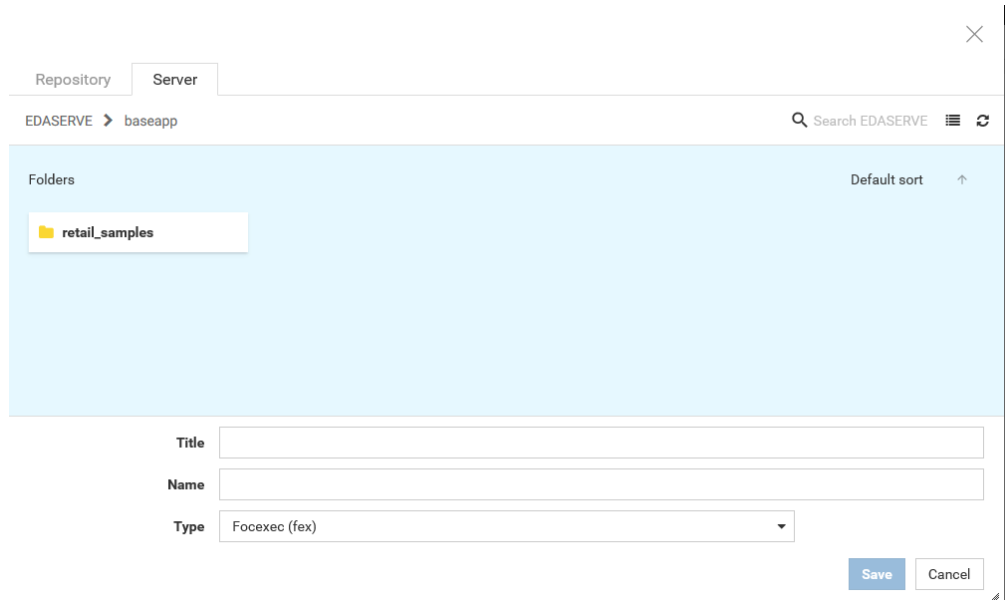 Repository Server
EDASERVE baseapp Search EDASERVE
Folders Default sort
retail_samples
Title
Name
Type Focexec (fex)
Save Cancel